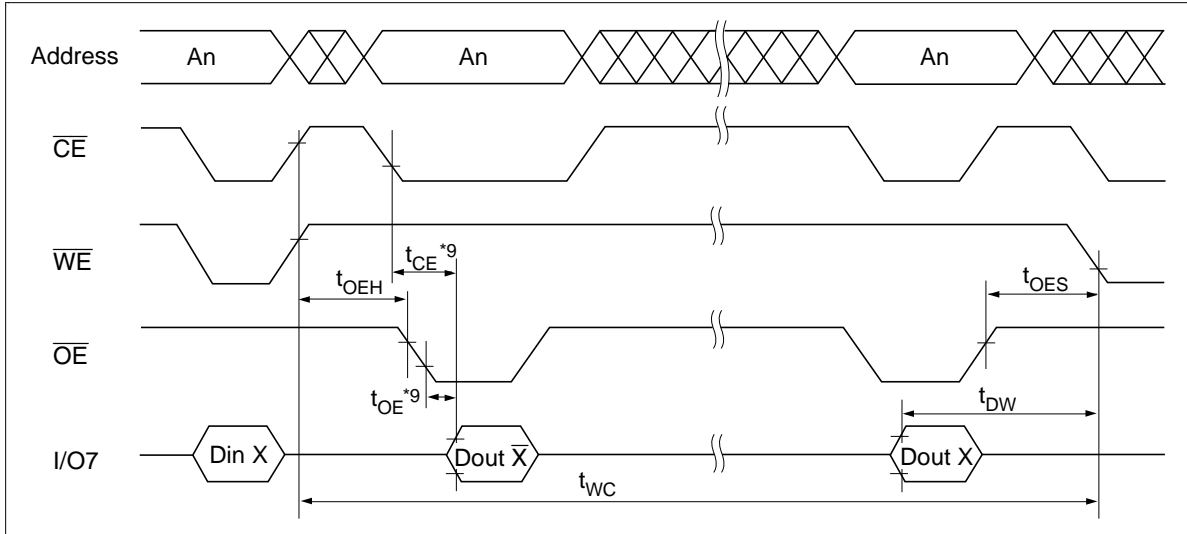 Address An An An
CE
WE
tCE*9
tOEH tOES
OE
tOE*9 tDW
I/O7 Din X Dout X̅ Dout X
tWC